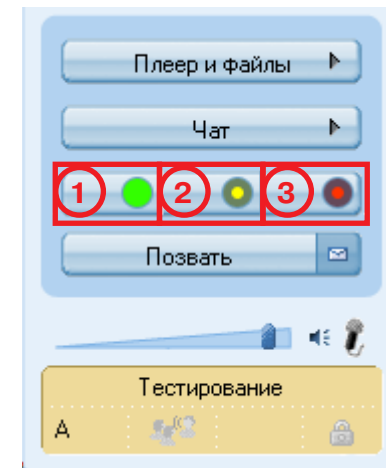 Плеер и файлы
Чат
1 2 3
Позвать
Тестирование
А